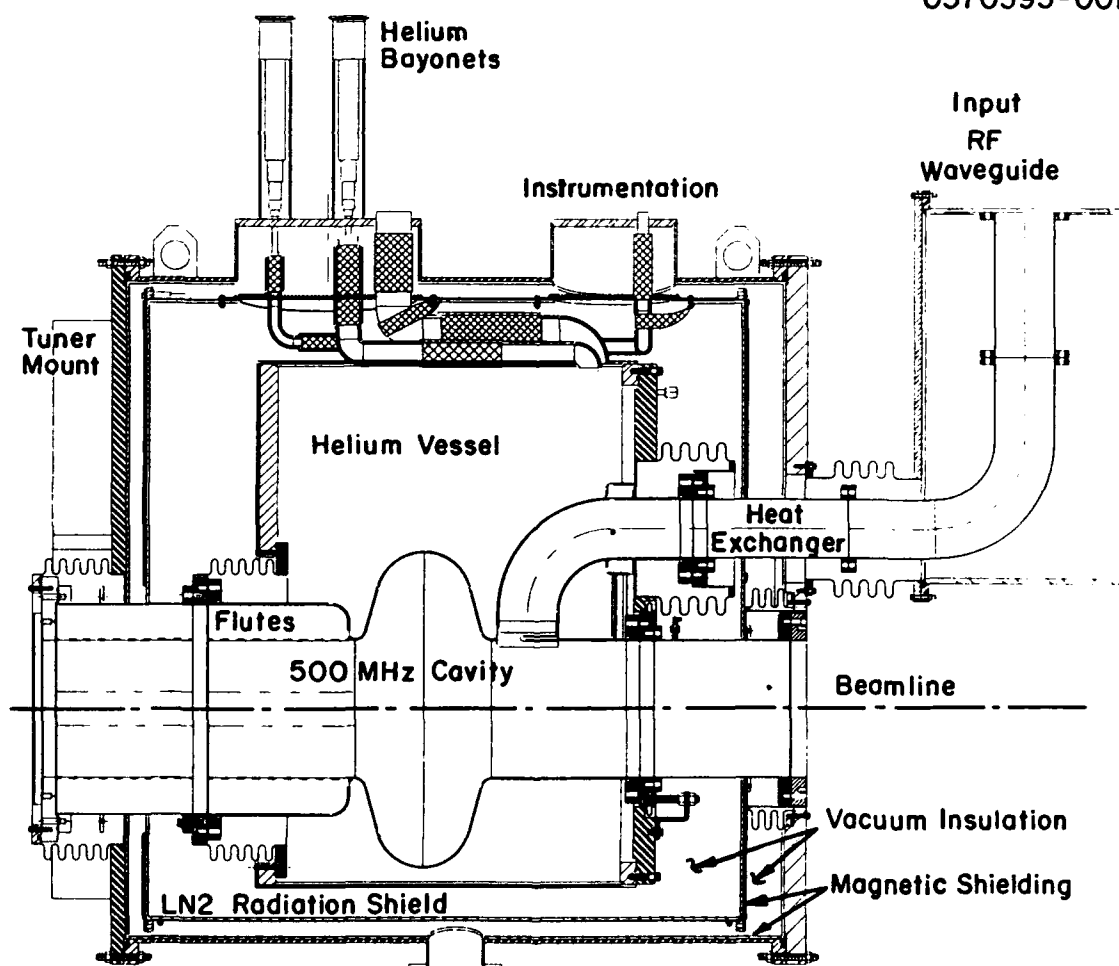 Helium
Bayonets
Input
RF
Waveguide
Instrumentation
Tuner
Mount
Helium Vessel
Heat
Exchanger
Flutes
500 MHz Cavity
Beamline
Vacuum Insulation
Magnetic Shielding
LN2 Radiation Shield